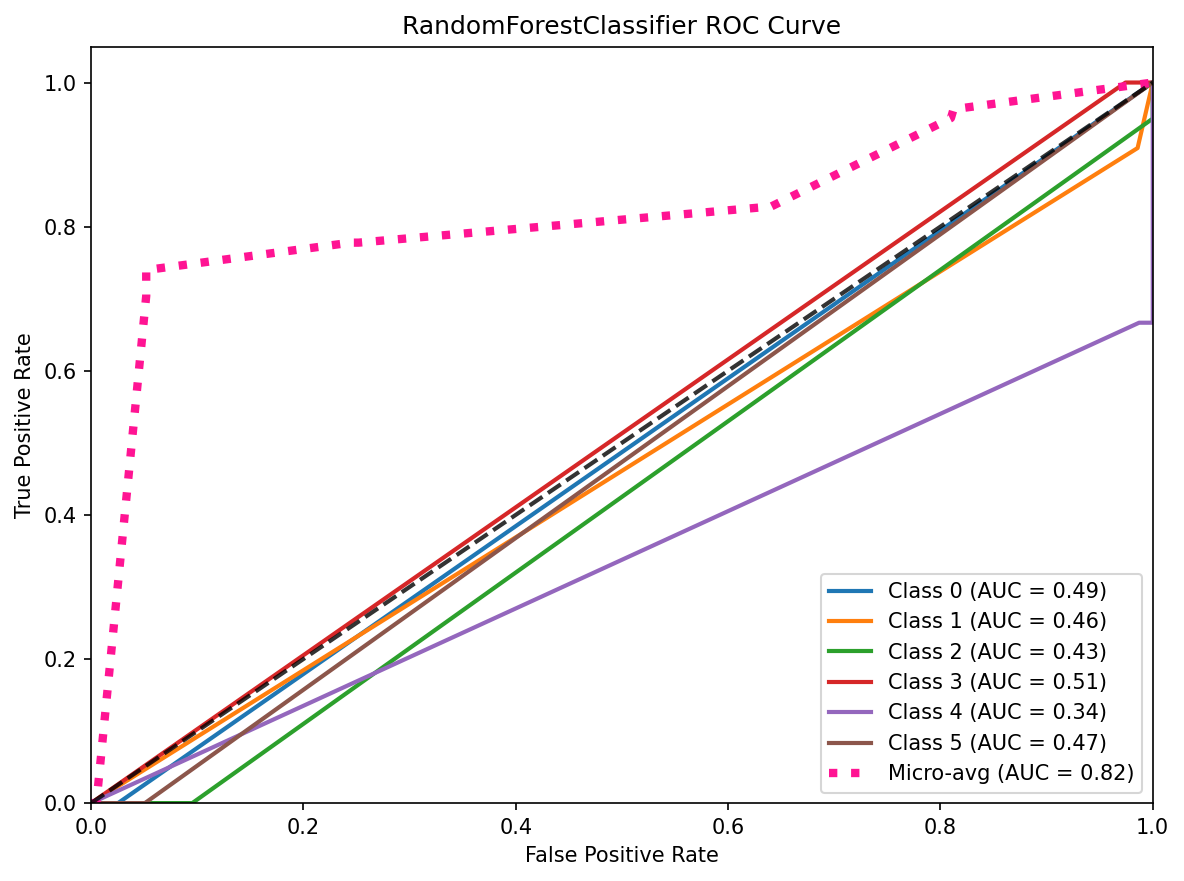 RandomForestClassifier ROC Curve
True Positive Rate
1.0
0.8
0.6
0.4
0.2
0.0
0.0 0.2 0.4 0.6 0.8 1.0
False Positive Rate
Class 0 (AUC = 0.49)
Class 1 (AUC = 0.46)
Class 2 (AUC = 0.43)
Class 3 (AUC = 0.51)
Class 4 (AUC = 0.34)
Class 5 (AUC = 0.47)
Micro-avg (AUC = 0.82)